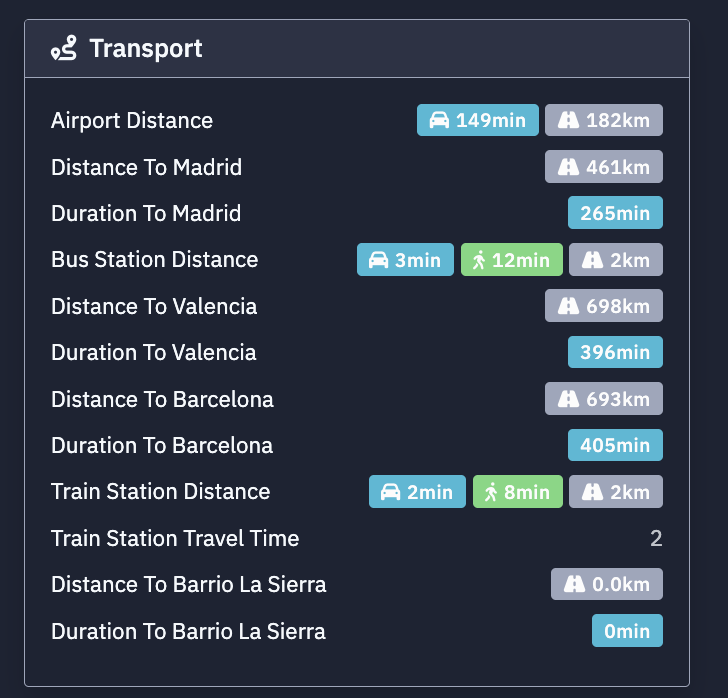 Transport
Airport Distance 149min 182km
Distance To Madrid 461km
Duration To Madrid 265min
Bus Station Distance 3min 12min 2km
Distance To Valencia 698km
Duration To Valencia 396min
Distance To Barcelona 693km
Duration To Barcelona 405min
Train Station Distance 2min 8min 2km
Train Station Travel Time 2
Distance To Barrio La Sierra 0.0km
Duration To Barrio La Sierra 0min